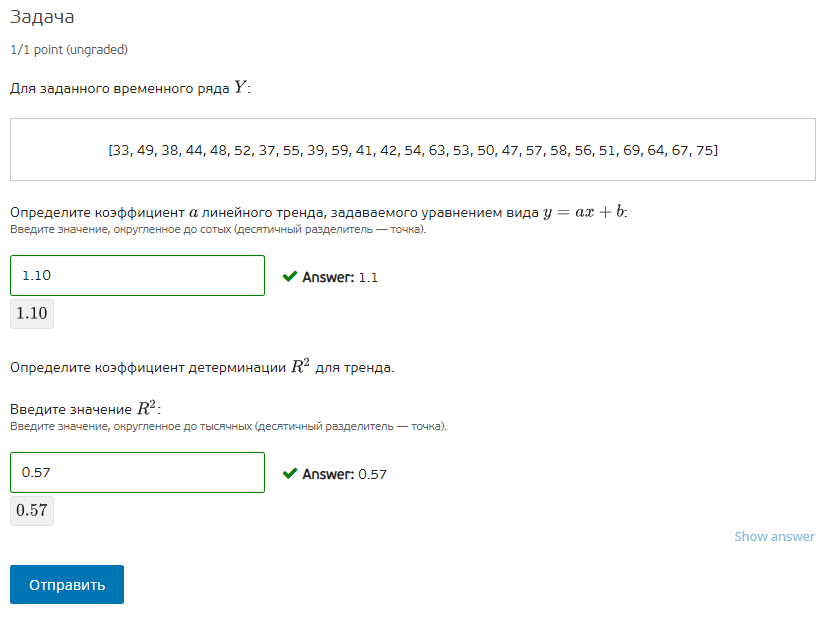 Задача
1/1 point (ungraded)
Для заданного временного ряда Y:
[33, 49, 38, 44, 48, 52, 37, 55, 39, 59, 41, 42, 54, 63, 53, 50, 47, 57, 58, 56, 51, 69, 64, 67, 75]
Определите коэффициент a линейного тренда, задаваемого уравнением вида y = ax + b:
Введите значение, округленное до сотых (десятичный разделитель — точка).
1.10
Answer: 1.1
1.10
Определите коэффициент детерминации R² для тренда.
Введите значение R²:
Введите значение, округленное до тысячных (десятичный разделитель — точка).
0.57
Answer: 0.57
0.57
Show answer
Отправить